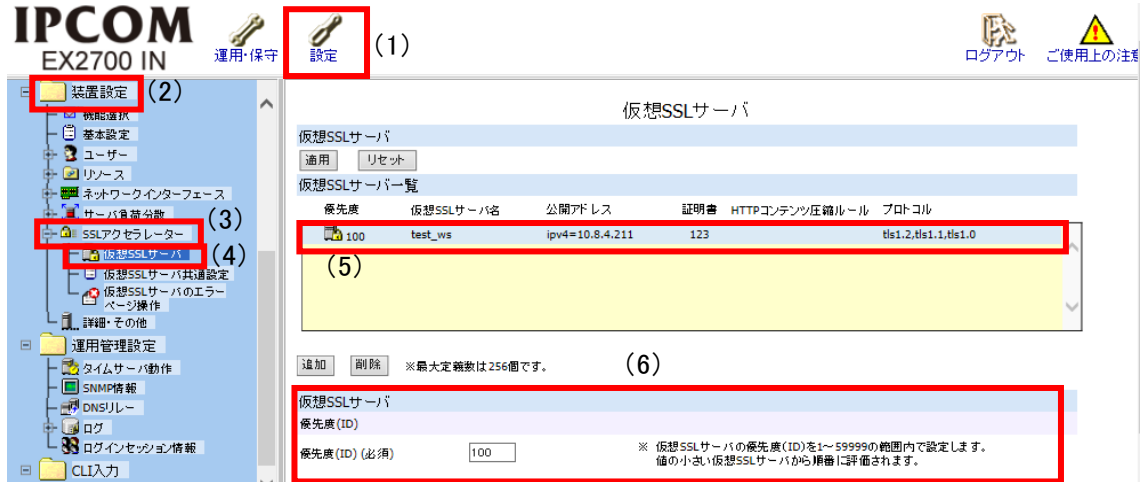 IPCOM
EX2700 IN
運用・保守
設定
(1)
ログアウト
ご使用上の注意
装置設定
(2)
機能選択
基本設定
ユーザー
リソース
ネットワークインターフェース
サーバ負荷分散
(3)
SSLアクセラレーター
仮想SSLサーバ
(4)
仮想SSLサーバ共通設定
仮想SSLサーバのエラー
ページ操作
詳細・その他
運用管理設定
タイムサーバ動作
SNMP情報
DNSリレー
ログ
ログインセッション情報
CLI入力
仮想SSLサーバ
仮想SSLサーバ
適用 リセット
仮想SSLサーバ一覧
優先度 仮想SSLサーバ名 公開アドレス 証明書 HTTPコンテンツ圧縮ルール プロトコル
100 test_ws ipv4=10.8.4.211 123 tls1.2,tls1.1,tls1.0
(5)
追加 削除 ※最大定義数は256個です。
(6)
仮想SSLサーバ
優先度(ID)
優先度(ID) (必須) 100 ※ 仮想SSLサーバの優先度(ID)を1～59999の範囲内で設定します。
値の小さい仮想SSLサーバから順番に評価されます。